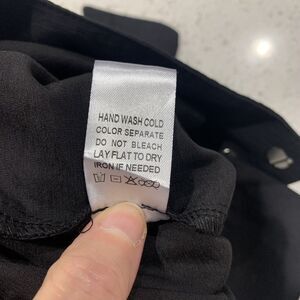 HAND WASH COLD
COLOR SEPARATE
DO NOT BLEACH
LAY FLAT TO DRY
IRON IF NEEDED